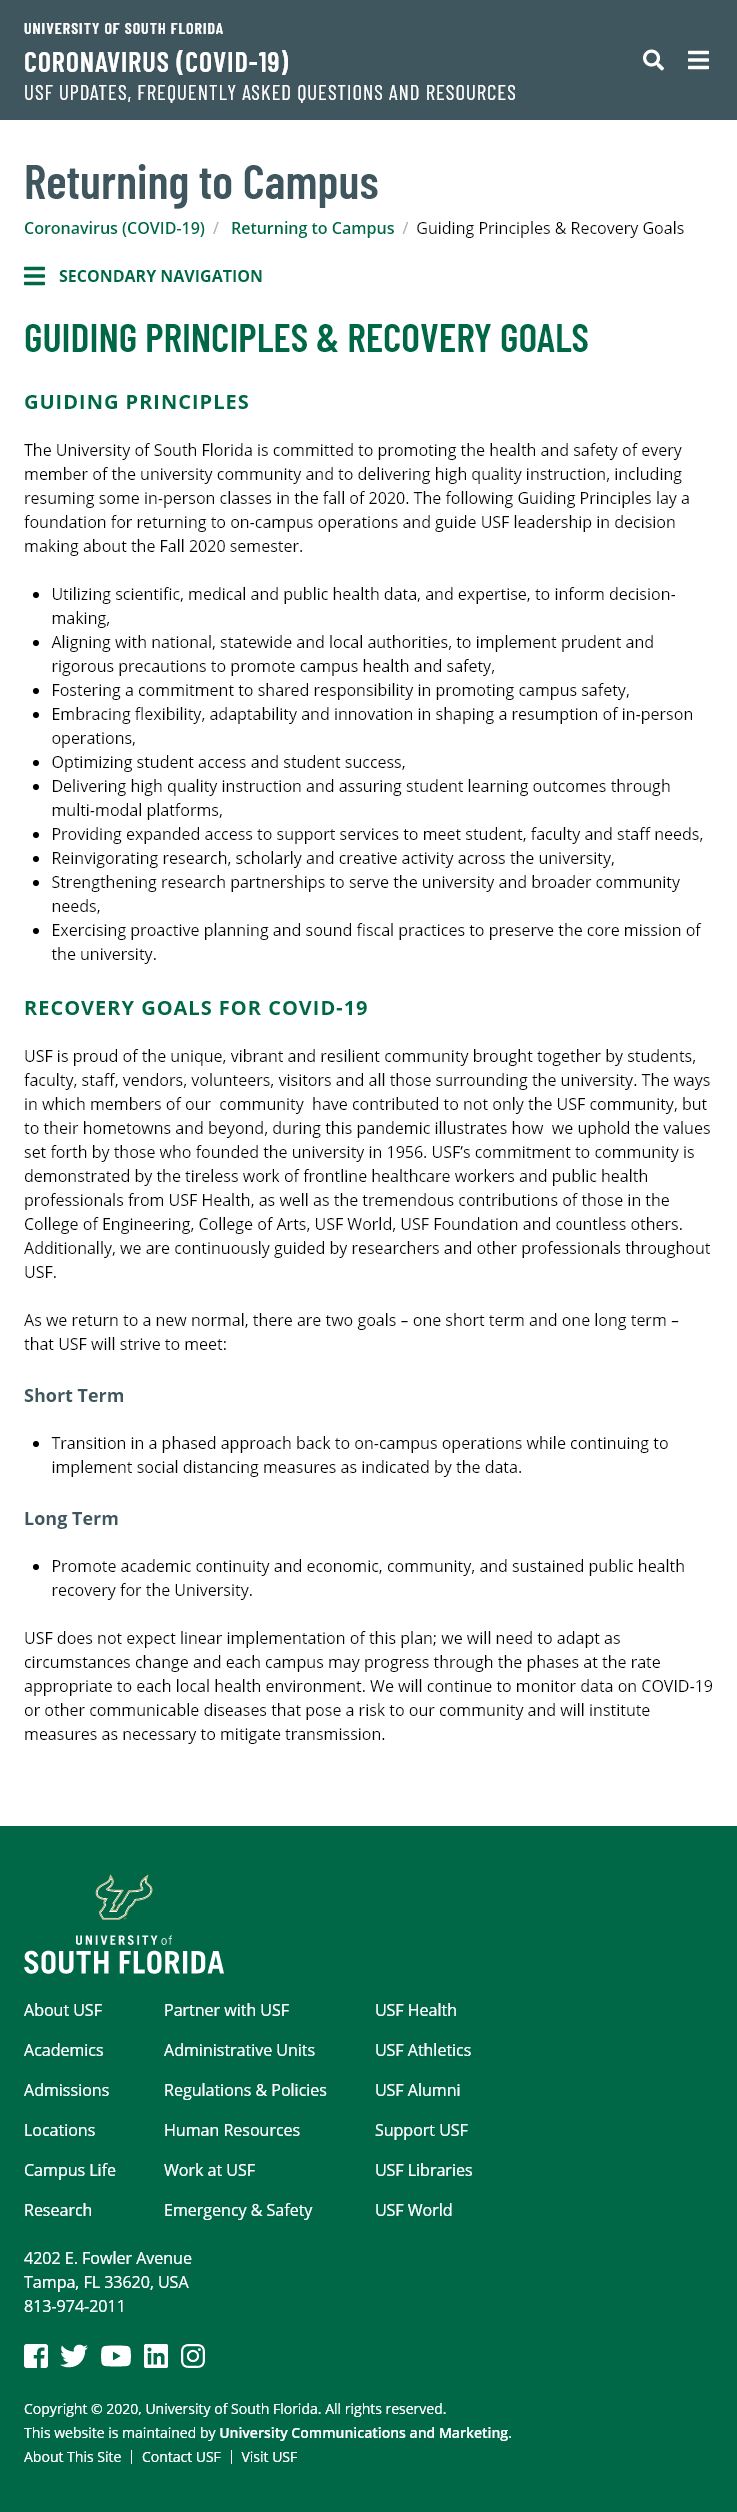 UNIVERSITY OF SOUTH FLORIDA
CORONAVIRUS (COVID-19)
USF UPDATES, FREQUENTLY ASKED QUESTIONS AND RESOURCES
Returning to Campus
Coronavirus (COVID-19) / Returning to Campus / Guiding Principles & Recovery Goals
SECONDARY NAVIGATION
GUIDING PRINCIPLES & RECOVERY GOALS
GUIDING PRINCIPLES
The University of South Florida is committed to promoting the health and safety of every
member of the university community and to delivering high quality instruction, including
resuming some in-person classes in the fall of 2020. The following Guiding Principles lay a
foundation for returning to on-campus operations and guide USF leadership in decision
making about the Fall 2020 semester.
• Utilizing scientific, medical and public health data, and expertise, to inform decision-
making,
• Aligning with national, statewide and local authorities, to implement prudent and
rigorous precautions to promote campus health and safety,
• Fostering a commitment to shared responsibility in promoting campus safety,
• Embracing flexibility, adaptability and innovation in shaping a resumption of in-person
operations,
• Optimizing student access and student success,
• Delivering high quality instruction and assuring student learning outcomes through
multi-modal platforms,
• Providing expanded access to support services to meet student, faculty and staff needs,
• Reinvigorating research, scholarly and creative activity across the university,
• Strengthening research partnerships to serve the university and broader community
needs,
• Exercising proactive planning and sound fiscal practices to preserve the core mission of
the university.
RECOVERY GOALS FOR COVID-19
USF is proud of the unique, vibrant and resilient community brought together by students,
faculty, staff, vendors, volunteers, visitors and all those surrounding the university. The ways
in which members of our community have contributed to not only the USF community, but
to their hometowns and beyond, during this pandemic illustrates how we uphold the values
set forth by those who founded the university in 1956. USF’s commitment to community is
demonstrated by the tireless work of frontline healthcare workers and public health
professionals from USF Health, as well as the tremendous contributions of those in the
College of Engineering, College of Arts, USF World, USF Foundation and countless others.
Additionally, we are continuously guided by researchers and other professionals throughout
USF.
As we return to a new normal, there are two goals – one short term and one long term –
that USF will strive to meet:
Short Term
• Transition in a phased approach back to on-campus operations while continuing to
implement social distancing measures as indicated by the data.
Long Term
• Promote academic continuity and economic, community, and sustained public health
recovery for the University.
USF does not expect linear implementation of this plan; we will need to adapt as
circumstances change and each campus may progress through the phases at the rate
appropriate to each local health environment. We will continue to monitor data on COVID-19
or other communicable diseases that pose a risk to our community and will institute
measures as necessary to mitigate transmission.
UNIVERSITY of
SOUTH FLORIDA
About USF
Academics
Admissions
Locations
Campus Life
Research
Partner with USF
Administrative Units
Regulations & Policies
Human Resources
Work at USF
Emergency & Safety
USF Health
USF Athletics
USF Alumni
Support USF
USF Libraries
USF World
4202 E. Fowler Avenue
Tampa, FL 33620, USA
813-974-2011
Copyright © 2020, University of South Florida. All rights reserved.
This website is maintained by University Communications and Marketing.
About This Site | Contact USF | Visit USF